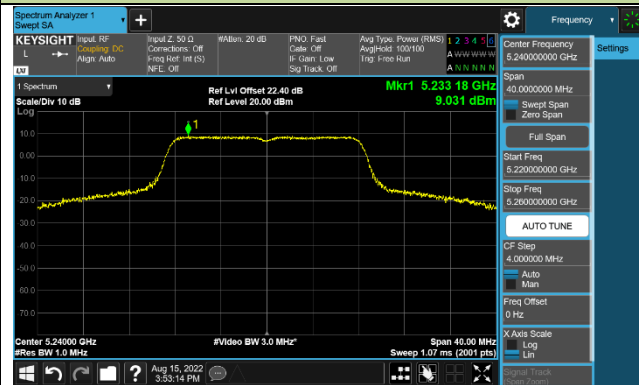 Spectrum Analyzer 1
Swept SA
Frequency
KEYSIGHT
Input: RF
Coupling: DC
Align: Auto
Input Z: 50 Ω
Corrections: Off
Freq Ref: Int (S)
NFE: Off
#Atten: 20 dB
PNO: Fast
Gate: Off
IF Gain: Low
Sig Track: Off
Avg Type: Power (RMS)
Avg|Hold: 100/100
Trig: Free Run
1 2 3 4 5 6
A W W W W W
A N N N N N
L
LXI
1 Spectrum
Scale/Div 10 dB
Log
Ref Lvl Offset 22.40 dB
Ref Level 20.00 dBm
Mkr1 5.233 18 GHz
9.031 dBm
1
10.0
0.00
-10.0
-20.0
-30.0
-40.0
-50.0
-60.0
-70.0
Center 5.24000 GHz
#Res BW 1.0 MHz
#Video BW 3.0 MHz*
Span 40.00 MHz
Sweep 1.07 ms (2001 pts)
Settings
Center Frequency
5.240000000 GHz
Span
40.0000000 MHz
Swept Span
Zero Span
Full Span
Start Freq
5.220000000 GHz
Stop Freq
5.260000000 GHz
AUTO TUNE
CF Step
4.000000 MHz
Auto
Man
Freq Offset
0 Hz
X Axis Scale
Log
Lin
Signal Track
(Span Zoom)
Aug 15, 2022
3:53:14 PM